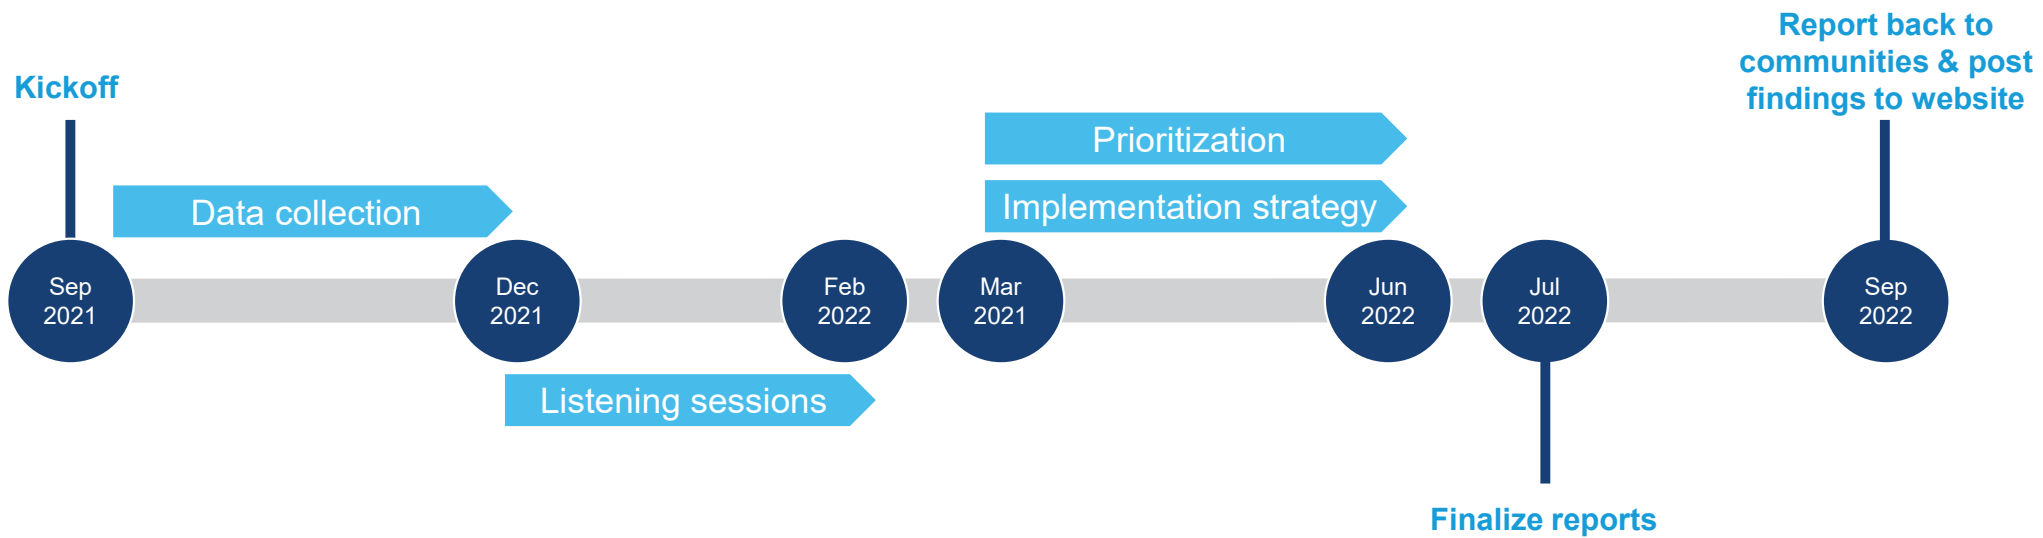 Kickoff
Report back to
communities & post
findings to website
Prioritization
Data collection
Implementation strategy
Sep
2021
Dec
2021
Feb
2022
Mar
2021
Jun
2022
Jul
2022
Sep
2022
Listening sessions
Finalize reports